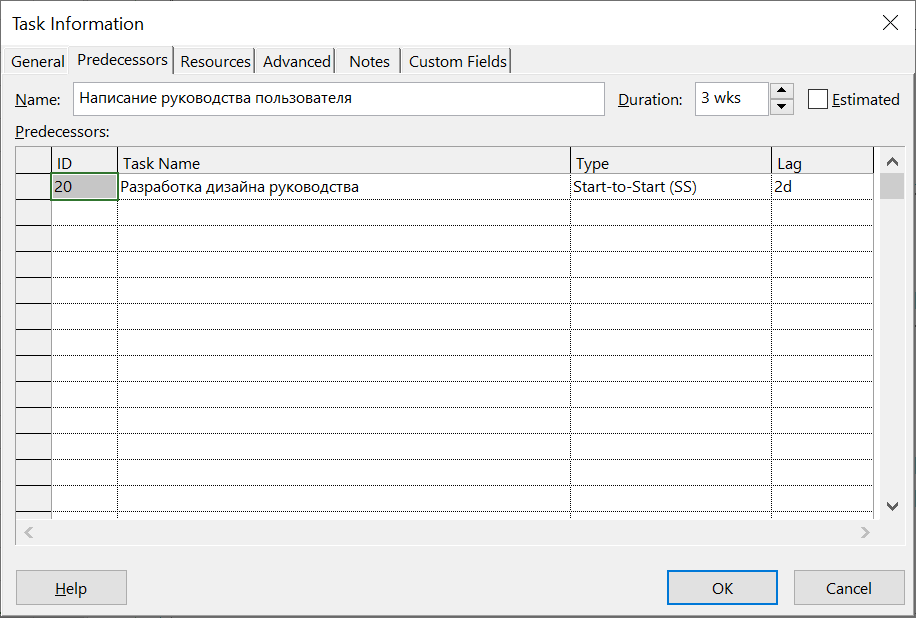 Task Information
General Predecessors Resources Advanced Notes Custom Fields
Name: Написание руководства пользователя Duration: 3 wks Estimated
Predecessors:
ID Task Name Type Lag
20 Разработка дизайна руководства Start-to-Start (SS) 2d
Help OK Cancel